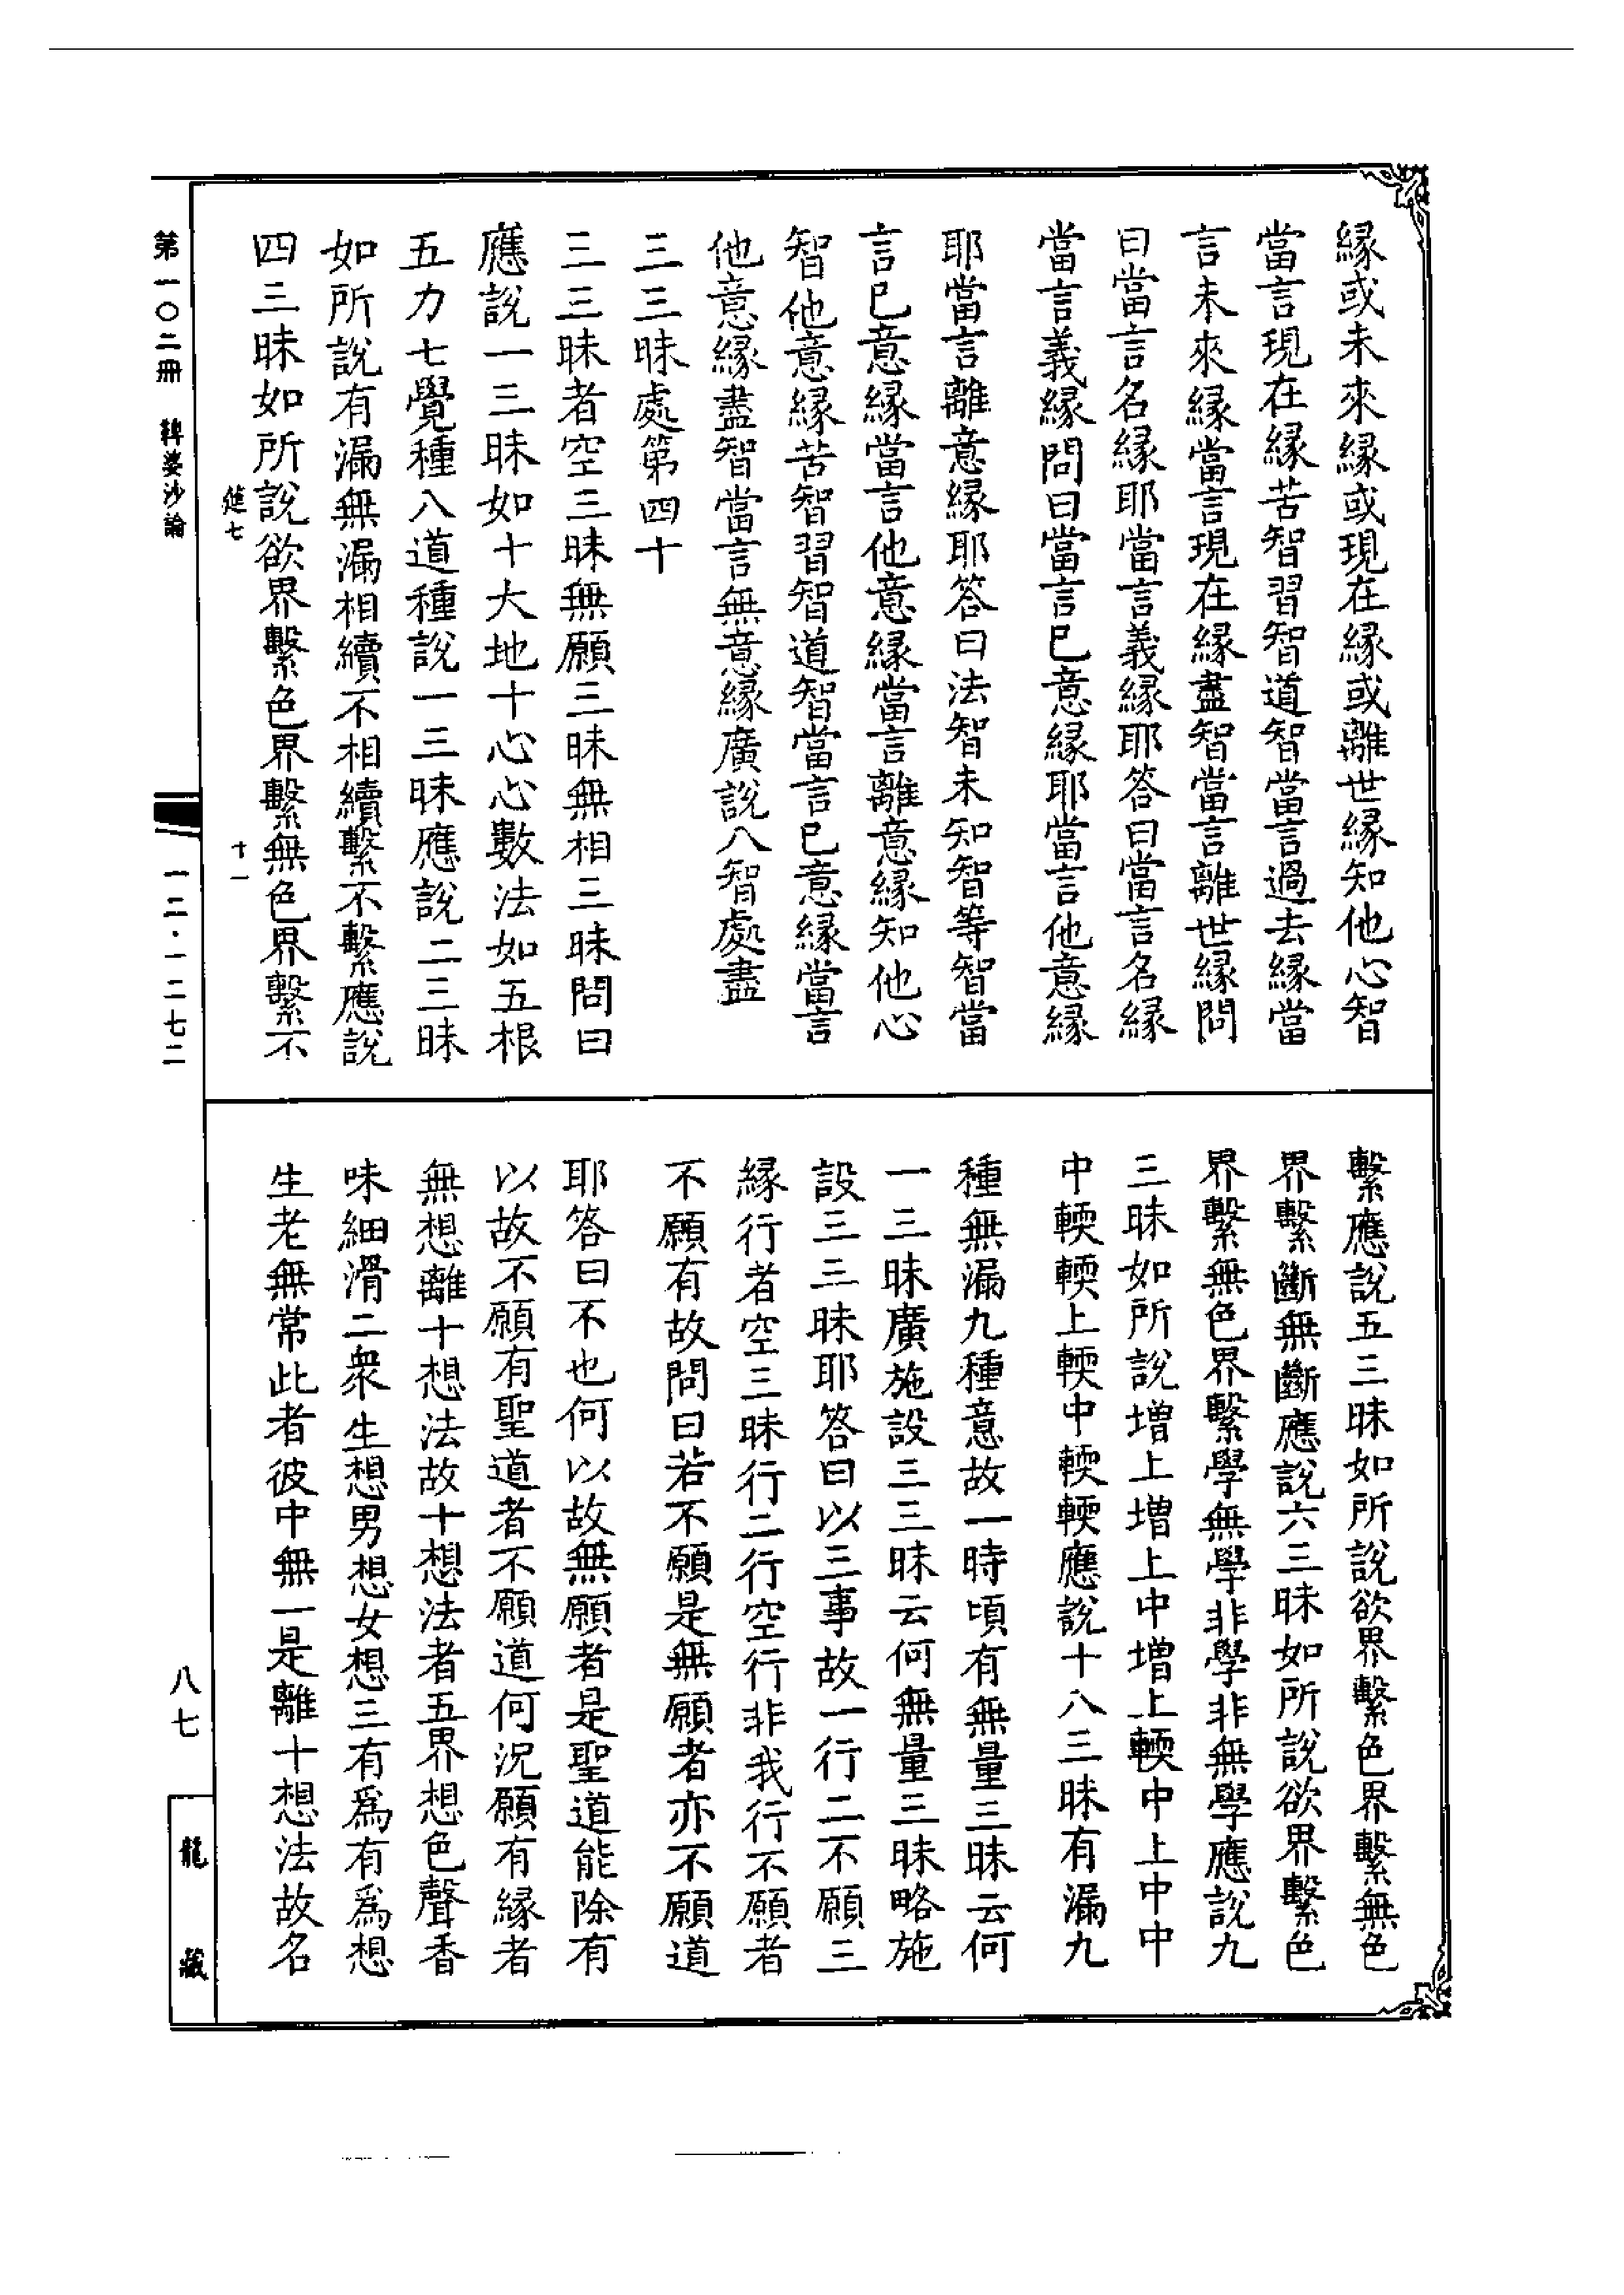 緣或未來緣或現在緣或離世緣知他心智
當言現在緣苦智習智道智當言過去緣當
言未來緣當言現在緣盡智當言離世緣問
曰當言名緣耶當言義緣耶答曰當言名緣
當言義緣問曰當言已意緣耶當言他意緣
耶當言離意緣耶答曰法智未知智等智當
言已意緣當言他意緣當言離意緣知他心
智他意緣苦智習智道智當言已意緣當言
他意緣盡智當言無意緣廣說八智處盡
三三昧處第四十
三三昧者空三昧無願三昧無相三昧問曰
應說一三昧如十大地十心心數法如五根
五力七覺種八道種說一三昧應說二三昧
如所說有漏無漏相續不相續繫不繫應說
四三昧如所說欲界繫色界繫無色界繫不
繫應說五三昧如所說欲界繫色界繫無色
界繫斷無斷應說六三昧如所說欲界繫色
界繫無色界繫學無學非學非無學應說九
三昧如所說增上增上中增上輭中上中中
中輭輭上輭中輭輭應說十八三昧有漏九
種無漏九種意故一時頃有無量三昧云何
一三昧廣施設三三昧云何無量三昧略施
設三三昧耶答曰以三事故一行二不願三
緣行者空三昧行二行空行非我行不願者
不願有故問曰若不願是無願者亦不願道
耶答曰不也何以故無願者是聖道能除有
以故不願有聖道者不願道何況願有緣者
無想離十想法故十想法者五界想色聲香
味細滑二衆生想男想女想三有爲有爲想
生老無常此者彼中無一是離十想法故名
第一〇二冊 鞞婆沙論
筵七
十一
一二·一二七二
八七
龍藏